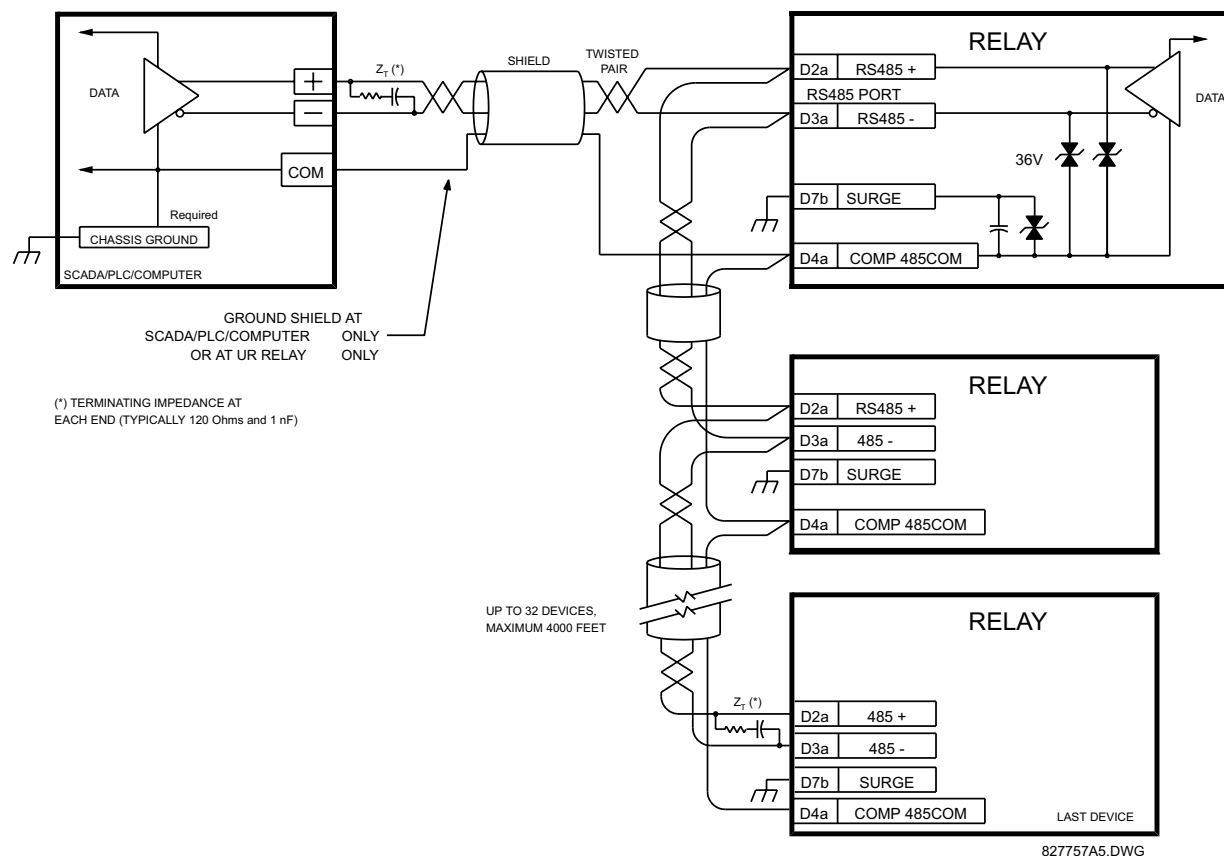 DATA
+
−
COM
Required
CHASSIS GROUND
SCADA/PLC/COMPUTER
Z_T (*)
SHIELD
TWISTED
PAIR
GROUND SHIELD AT
SCADA/PLC/COMPUTER ONLY
OR AT UR RELAY ONLY
(*) TERMINATING IMPEDANCE AT
EACH END (TYPICALLY 120 Ohms and 1 nF)
RELAY
D2a RS485 +
RS485 PORT
D3a RS485 -
DATA
36V
D7b SURGE
D4a COMP 485COM
RELAY
D2a RS485 +
D3a 485 -
D7b SURGE
D4a COMP 485COM
UP TO 32 DEVICES,
MAXIMUM 4000 FEET
Z_T (*)
RELAY
D2a 485 +
D3a 485 -
D7b SURGE
D4a COMP 485COM
LAST DEVICE
827757A5.DWG